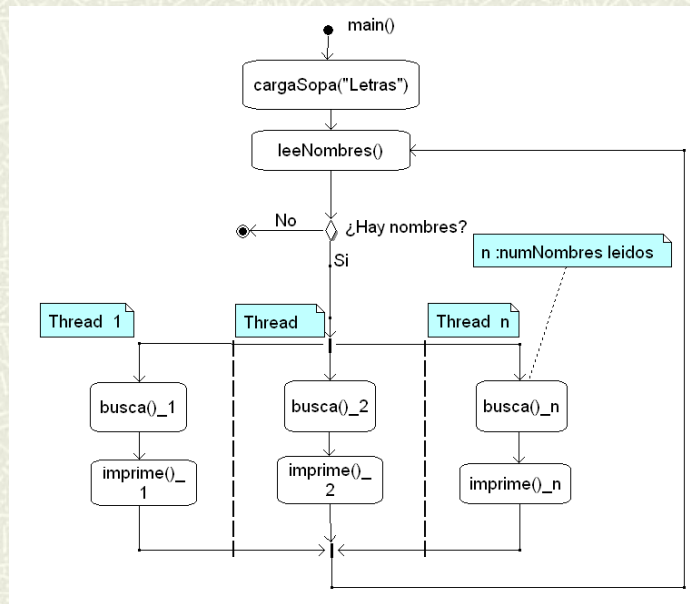 main()
cargaSopa("Letras")
leeNombres()
No
¿Hay nombres?
Si
n :numNombres leidos
Thread 1
Thread
Thread n
busca()_1
busca()_2
busca()_n
imprime()_
1
imprime()_
2
imprime()_n